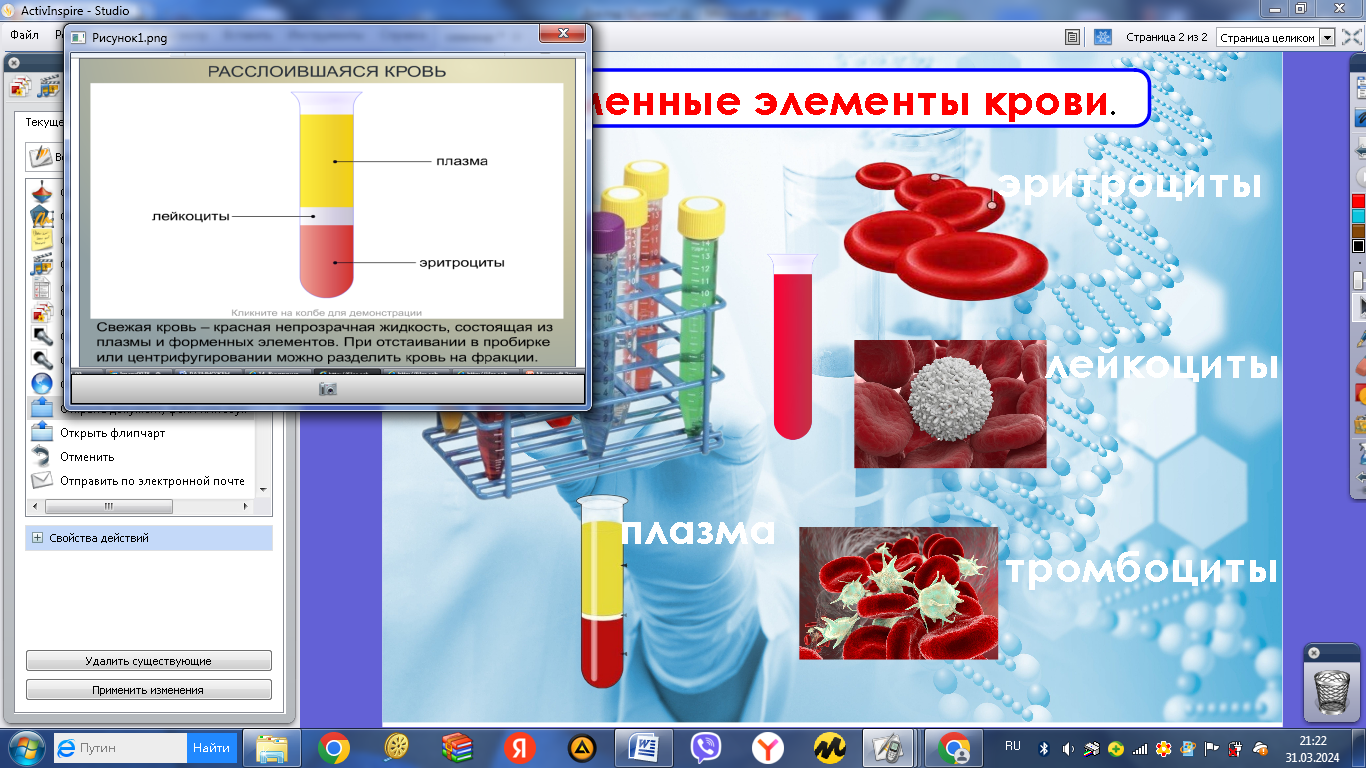 ActivInspire - Studio
Файл
Страница 2 из 2
Страница целиком
Рисунок1.png
РАССЛОИВШАЯСЯ КРОВЬ
плазма
лейкоциты
эритроциты
Кликните на колбе для демонстрации
Свежая кровь – красная непрозрачная жидкость, состоящая из
плазмы и форменных элементов. При отстаивании в пробирке
или центрифугировании можно разделить кровь на фракции.
элементы крови.
эритроциты
лейкоциты
плазма
тромбоциты
Открыть флипчарт
Отменить
Отправить по электронной почте
Свойства действий
Удалить существующие
Применить изменения
Путин
Найти
RU
21:22
31.03.2024